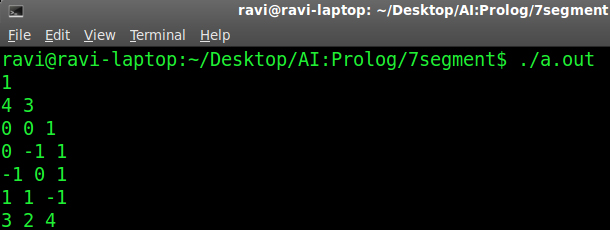 ravi@ravi-laptop: ~/Desktop/AI:Prolog/7segment
File Edit View Terminal Help
ravi@ravi-laptop:~/Desktop/AI:Prolog/7segment$ ./a.out
1
4 3
0 0 1
0 -1 1
-1 0 1
1 1 -1
3 2 4